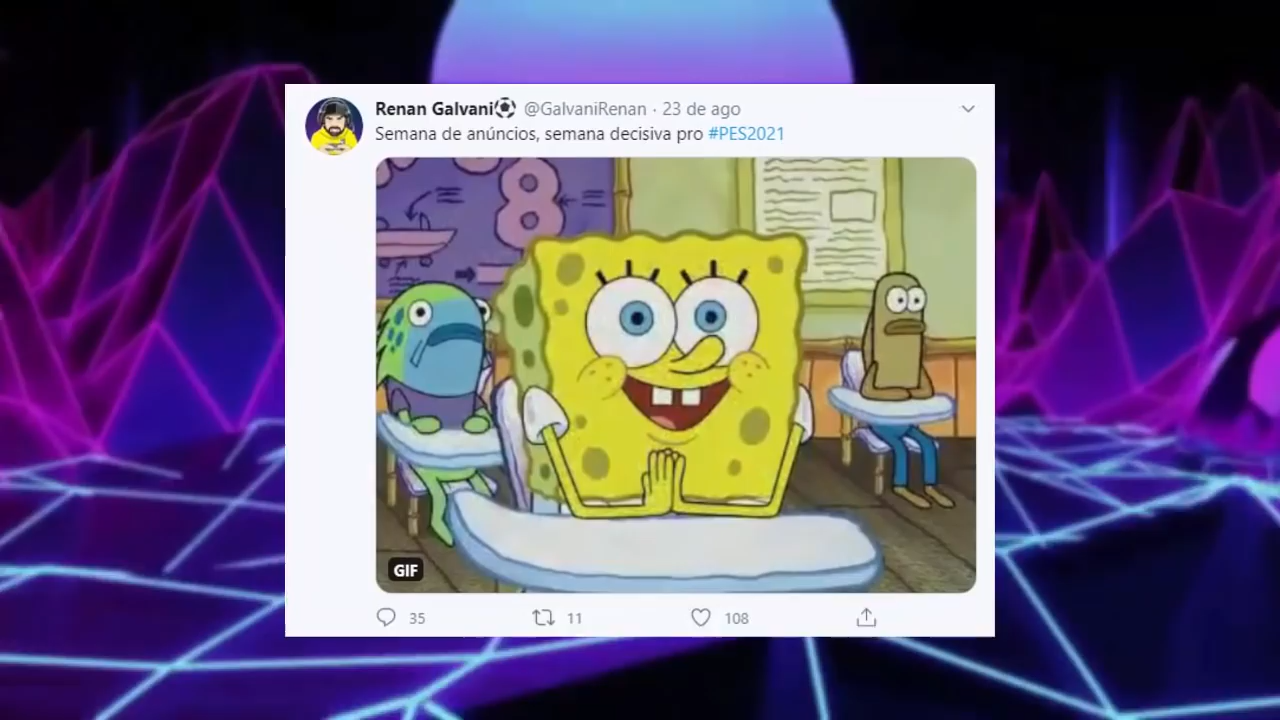 Renan Galvani⚽ @GalvaniRenan · 23 de ago
Semana de anúncios, semana decisiva pro #PES2021
8
GIF
35 11 108